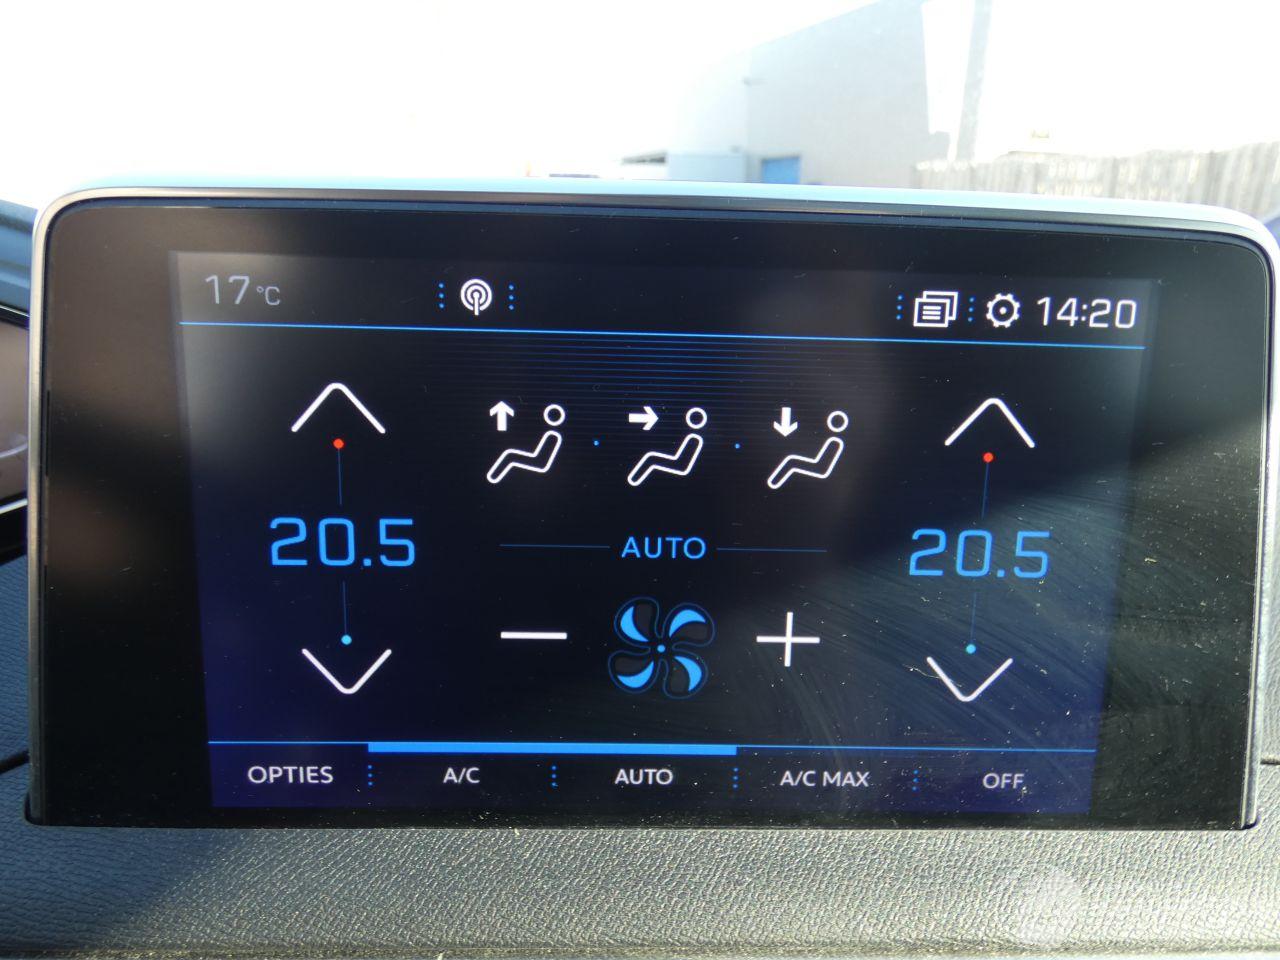 17 °C
14:20
20.5
AUTO
20.5
OPTIES A/C AUTO A/C MAX OFF